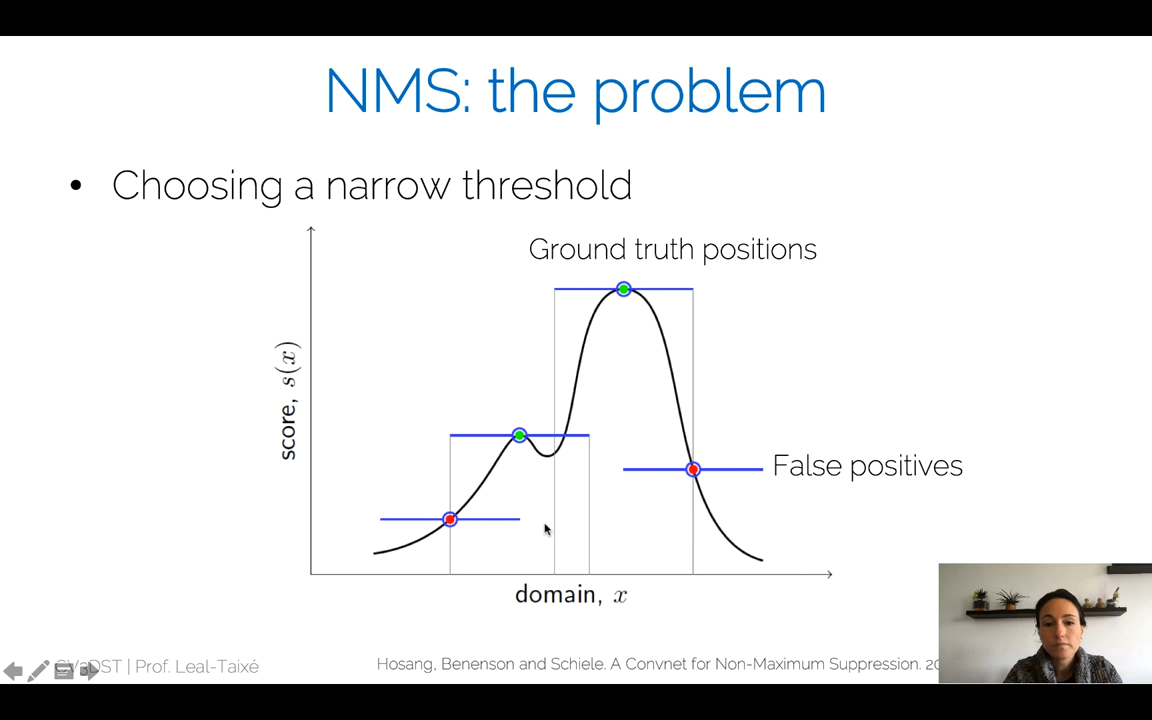 NMS: the problem
• Choosing a narrow threshold
Ground truth positions
score, s(x)
False positives
domain, x
CV3DST | Prof. Leal-Taixé
Hosang, Benenson and Schiele. A Convnet for Non-Maximum Suppression. 20